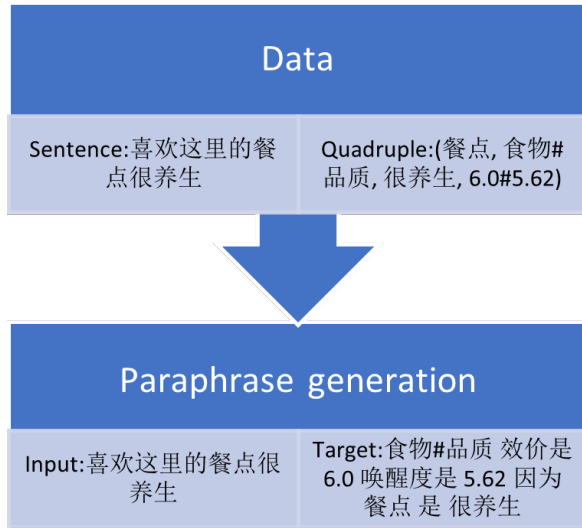 Data
Sentence:喜欢这里的餐
点很养生
Quadruple:(餐点, 食物#
品质, 很养生, 6.0#5.62)
Paraphrase generation
Input:喜欢这里的餐点很
养生
Target:食物#品质 效价是
6.0 唤醒度是 5.62 因为
餐点 是 很养生